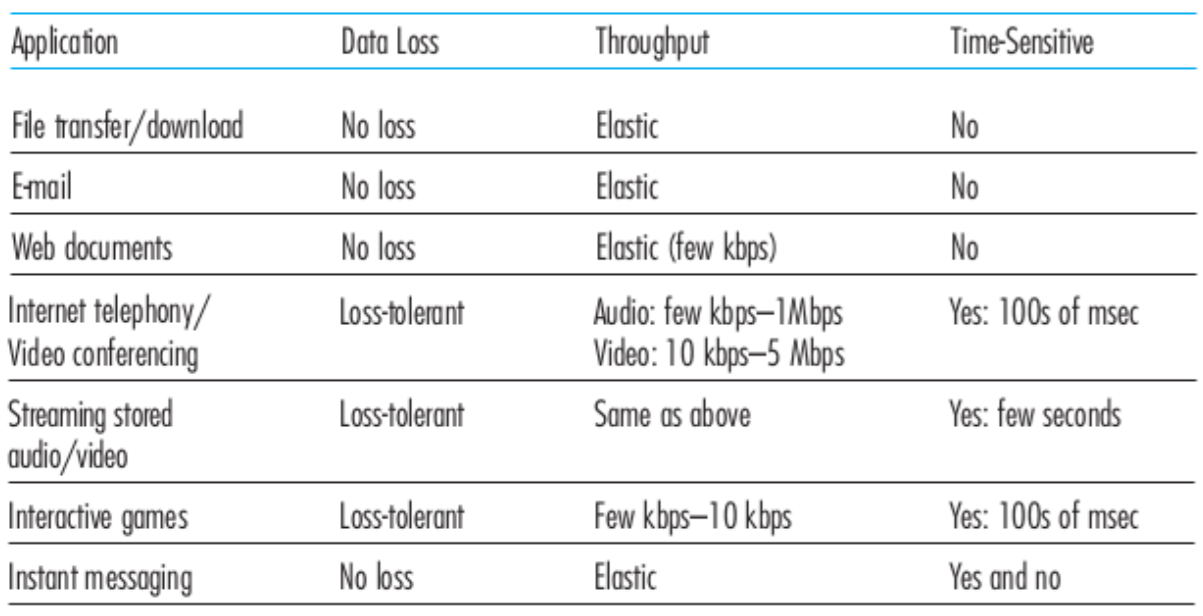 Application Data Loss Throughput Time-Sensitive
File transfer/download No loss Elastic No
E-mail No loss Elastic No
Web documents No loss Elastic (few kbps) No
Internet telephony/ Loss-tolerant Audio: few kbps–1Mbps Yes: 100s of msec
Video conferencing Video: 10 kbps–5 Mbps
Streaming stored Loss-tolerant Same as above Yes: few seconds
audio/video
Interactive games Loss-tolerant Few kbps–10 kbps Yes: 100s of msec
Instant messaging No loss Elastic Yes and no